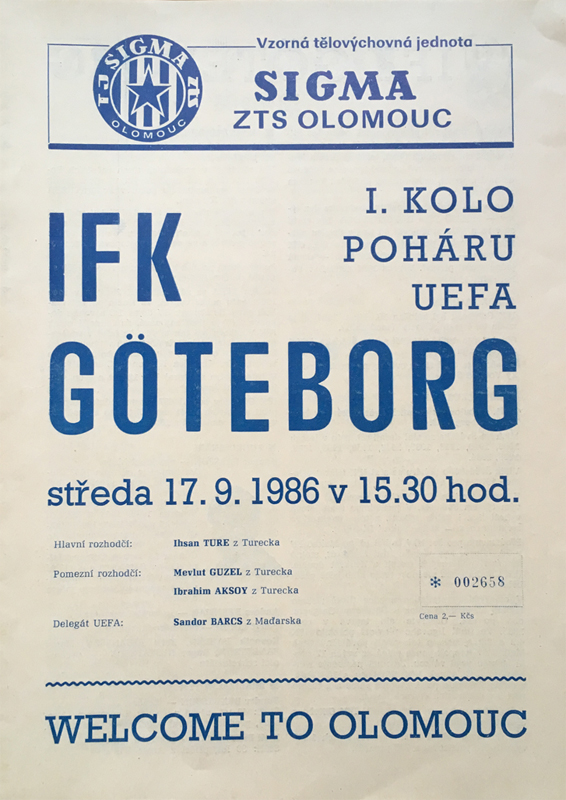 TJ SIGMA ZTS
OLOMOUC
Vzorná tělovýchovná jednota
SIGMA
ZTS OLOMOUC
I. KOLO
POHÁRU
UEFA
IFK
GÖTEBORG
středa 17. 9. 1986 v 15.30 hod.
Hlavní rozhodčí: Ihsan TURE z Turecka
Pomezní rozhodčí: Mevlut GUZEL z Turecka
Ibrahim AKSOY z Turecka
* 002658
Delegát UEFA: Sandor BARCS z Maďarska
Cena 2,— Kčs
WELCOME TO OLOMOUC